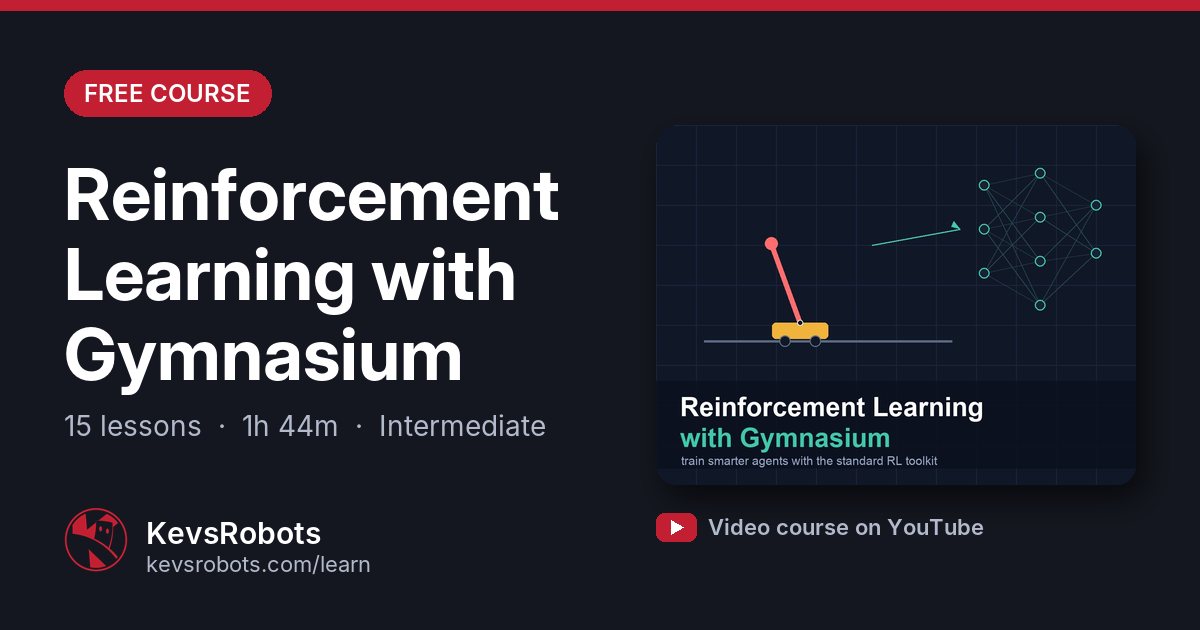 FREE COURSE
Reinforcement
Learning with
Gymnasium
15 lessons · 1h 44m · Intermediate
KevsRobots
kevsrobots.com/learn
Reinforcement Learning
with Gymnasium
train smarter agents with the standard RL toolkit
Video course on YouTube